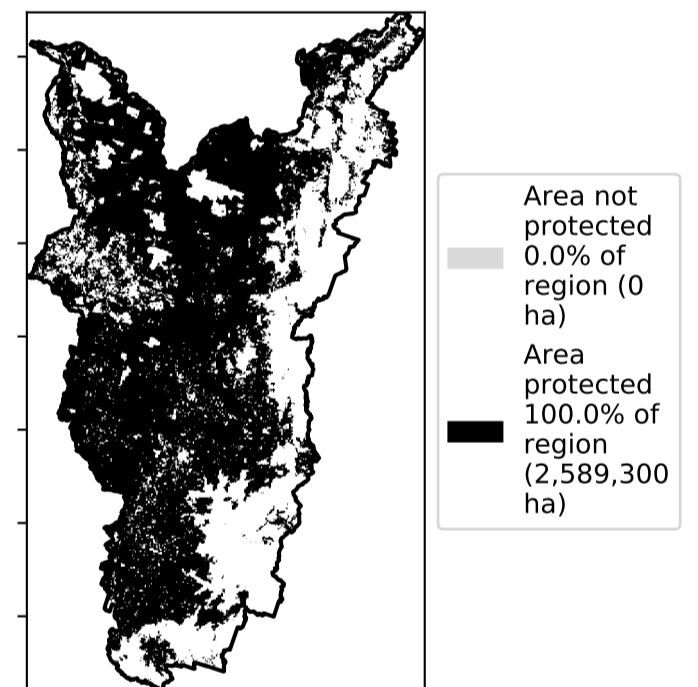 Area not
protected
0.0% of
region (0
ha)
Area
protected
100.0% of
region
(2,589,300
ha)